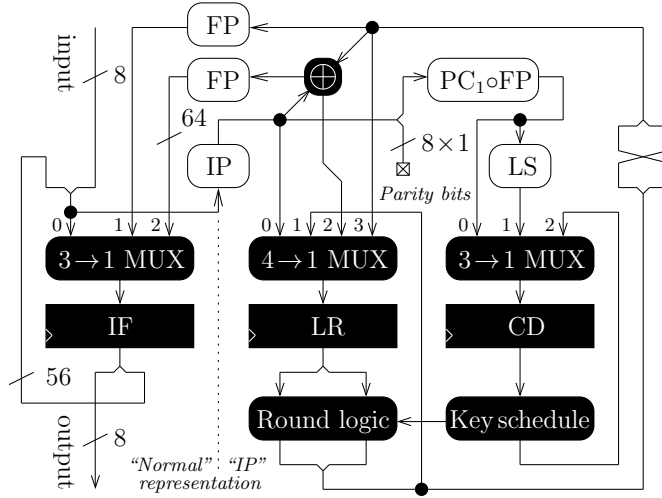 FP
input
8
FP
PC₁∘FP
64
8×1
IP
LS
Parity bits
0 1 2
0 1 2 3
0 1 2
3→1 MUX
4→1 MUX
3→1 MUX
IF
LR
CD
56
Round logic
Key schedule
output
8
“Normal” “IP”
representation